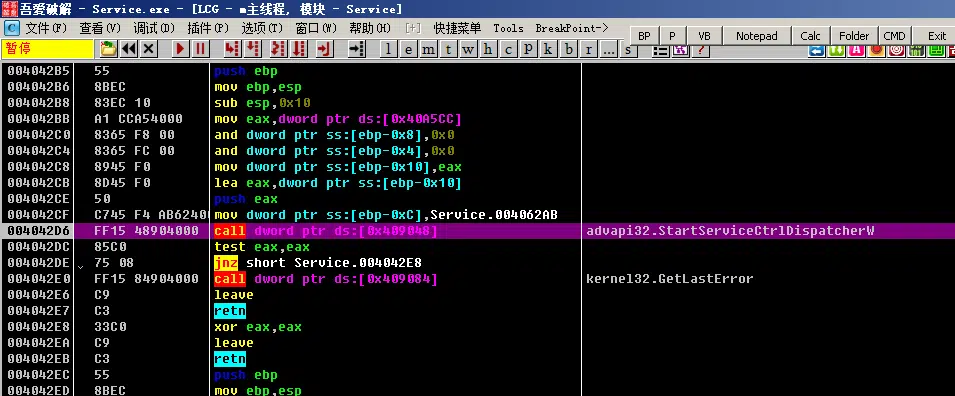 吾愛破解 - Service.exe - [LCG - 主线程, 模块 - Service]
C 文件(F) 查看(V) 调试(D) 插件(P) 选项(T) 窗口(W) 帮助(H) [+] 快捷菜单 Tools BreakPoint->
BP P VB Notepad Calc Folder CMD Exit
暂停 l e m t w h c P k b r ... s
004042B5 55 push ebp
004042B6 8BEC mov ebp,esp
004042B8 83EC 10 sub esp,0x10
004042BB A1 CCA54000 mov eax,dword ptr ds:[0x40A5CC]
004042C0 8365 F8 00 and dword ptr ss:[ebp-0x8],0x0
004042C4 8365 FC 00 and dword ptr ss:[ebp-0x4],0x0
004042C8 8945 F0 mov dword ptr ss:[ebp-0x10],eax
004042CB 8D45 F0 lea eax,dword ptr ss:[ebp-0x10]
004042CE 50 push eax
004042CF C745 F4 AB6240 mov dword ptr ss:[ebp-0xC],Service.004062AB
004042D6 FF15 48904000 call dword ptr ds:[0x409048] advapi32.StartServiceCtrlDispatcherW
004042DC 85C0 test eax,eax
004042DE 75 08 jnz short Service.004042E8
004042E0 FF15 84904000 call dword ptr ds:[0x409084] kernel32.GetLastError
004042E6 C9 leave
004042E7 C3 retn
004042E8 33C0 xor eax,eax
004042EA C9 leave
004042EB C3 retn
004042EC 55 push ebp
004042ED 8BEC mov ebp,esp